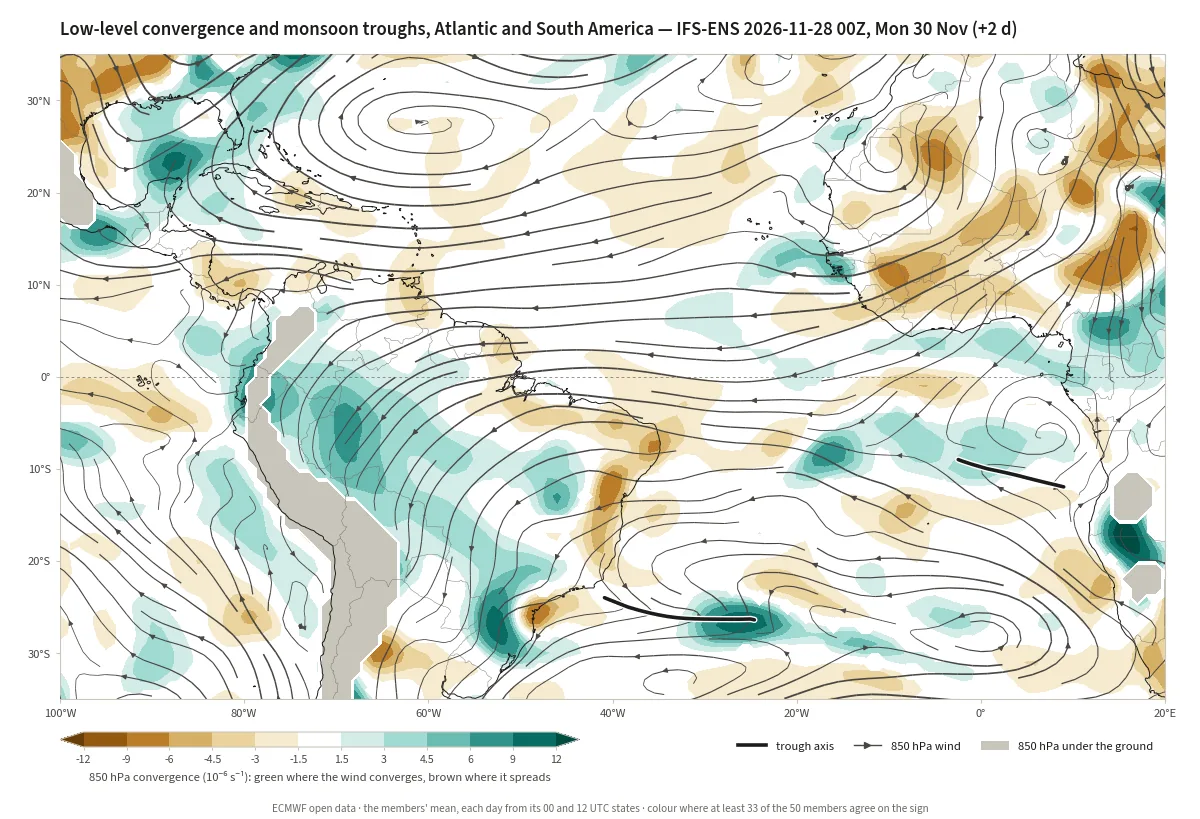 Low-level convergence and monsoon troughs, Atlantic and South America — IFS-ENS 2026-11-28 00Z, Mon 30 Nov (+2 d)
30°N
20°N
10°N
0°
10°S
20°S
30°S
100°W 80°W 60°W 40°W 20°W 0° 20°E
-12 -9 -6 -4.5 -3 -1.5 1.5 3 4.5 6 9 12
850 hPa convergence (10⁻⁶ s⁻¹): green where the wind converges, brown where it spreads
trough axis 850 hPa wind 850 hPa under the ground
ECMWF open data · the members' mean, each day from its 00 and 12 UTC states · colour where at least 33 of the 50 members agree on the sign